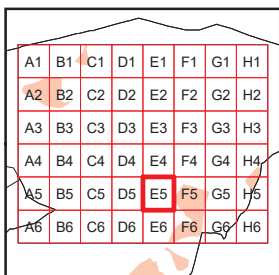 A1 B1 C1 D1 E1 F1 G1 H1
A2 B2 C2 D2 E2 F2 G2 H2
A3 B3 C3 D3 E3 F3 G3 H3
A4 B4 C4 D4 E4 F4 G4 H4
A5 B5 C5 D5 E5 F5 G5 H5
A6 B6 C6 D6 E6 F6 G6 H6